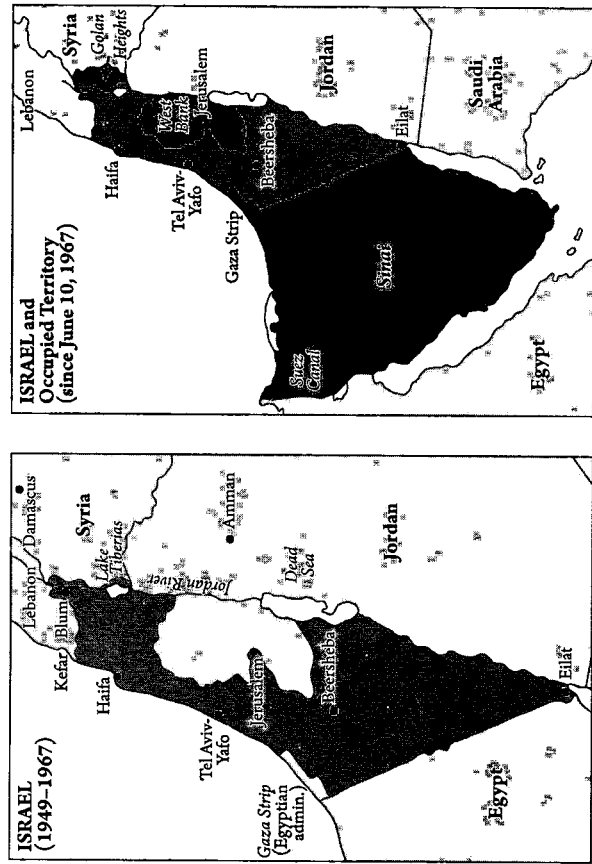 ISRAEL
(1949–1967)
Lebanon
Damascus
Kefar Blum
Syria
Lake
Tiberias
Haifa
Jordan River
Amman
Tel Aviv-
Yafo
Jerusalem
Dead
Sea
Gaza Strip
(Egyptian
admin.)
Beersheba
Jordan
Egypt
Eilat
ISRAEL and
Occupied Territory
(since June 10, 1967)
Lebanon
Syria
Golan
Heights
Haifa
West
Bank
Tel Aviv-
Yafo
Jerusalem
Gaza Strip
Beersheba
Jordan
Suez
Canal
Sinai
Eilat
Egypt
Saudi
Arabia